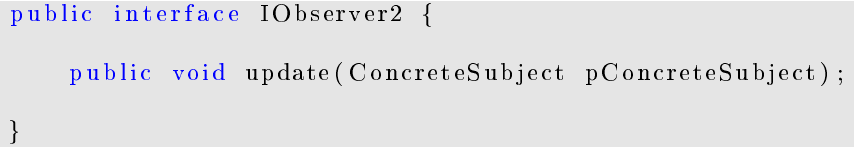 public interface IObserver2 {
public void update(ConcreteSubject pConcreteSubject);
}